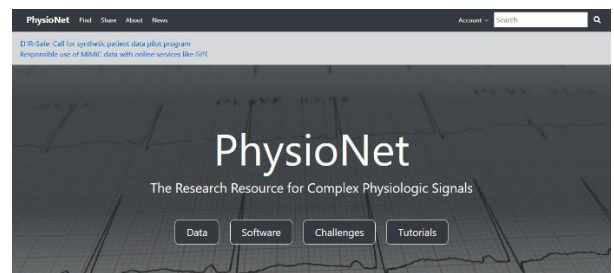 PhysioNet Find Share About News Account Search
EHR-Safe: Call for synthetic patient data pilot program
Responsible use of MIMIC data with online services like GPT
PhysioNet
The Research Resource for Complex Physiologic Signals
Data Software Challenges Tutorials